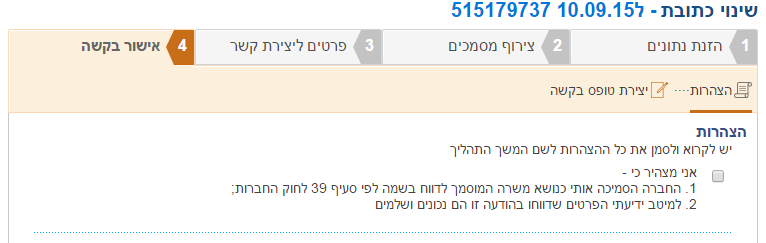 שינוי כתובת - ל10.09.15 515179737
1 הזנת נתונים 2 צירוף מסמכים 3 פרטים ליצירת קשר 4 אישור בקשה
הצהרות .... יצירת טופס בקשה
הצהרות
יש לקרוא ולסמן את כל ההצהרות לשם המשך התהליך
אני מצהיר כי -
1. החברה הסמיכה אותי כנושא משרה המוסמך לדווח בשמה לפי סעיף 39 לחוק החברות;
2. למיטב ידיעתי הפרטים שדווחו בהודעה זו הם נכונים ושלמים